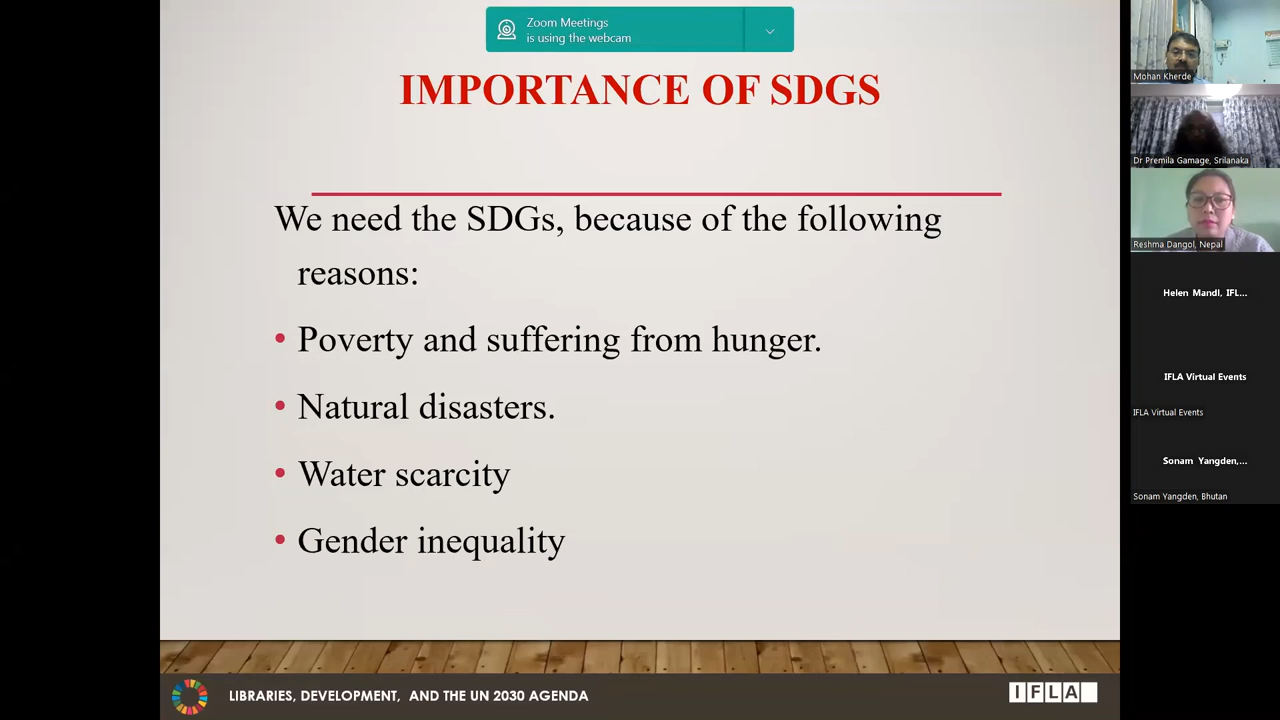 Zoom Meetings
is using the webcam
IMPORTANCE OF SDGS
We need the SDGs, because of the following
reasons:
• Poverty and suffering from hunger.
• Natural disasters.
• Water scarcity
• Gender inequality
LIBRARIES, DEVELOPMENT, AND THE UN 2030 AGENDA
IFLA
Mohan Kherde
Dr Premila Gamage, Srilanaka
Reshma Dangol, Nepal
Helen Mandl, IFL...
IFLA Virtual Events
IFLA Virtual Events
Sonam Yangden,...
Sonam Yangden, Bhutan